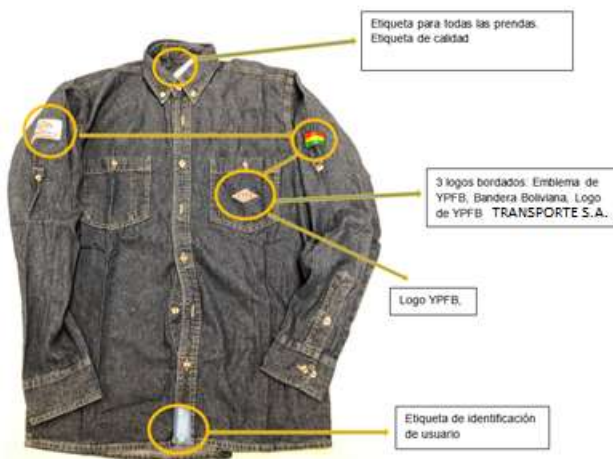 Etiqueta para todas las prendas.
Etiqueta de calidad
3 logos bordados: Emblema de
YPFB, Bandera Boliviana, Logo
de YPFB TRANSPORTE S.A.
Logo YPFB,
Etiqueta de identificación
de usuario